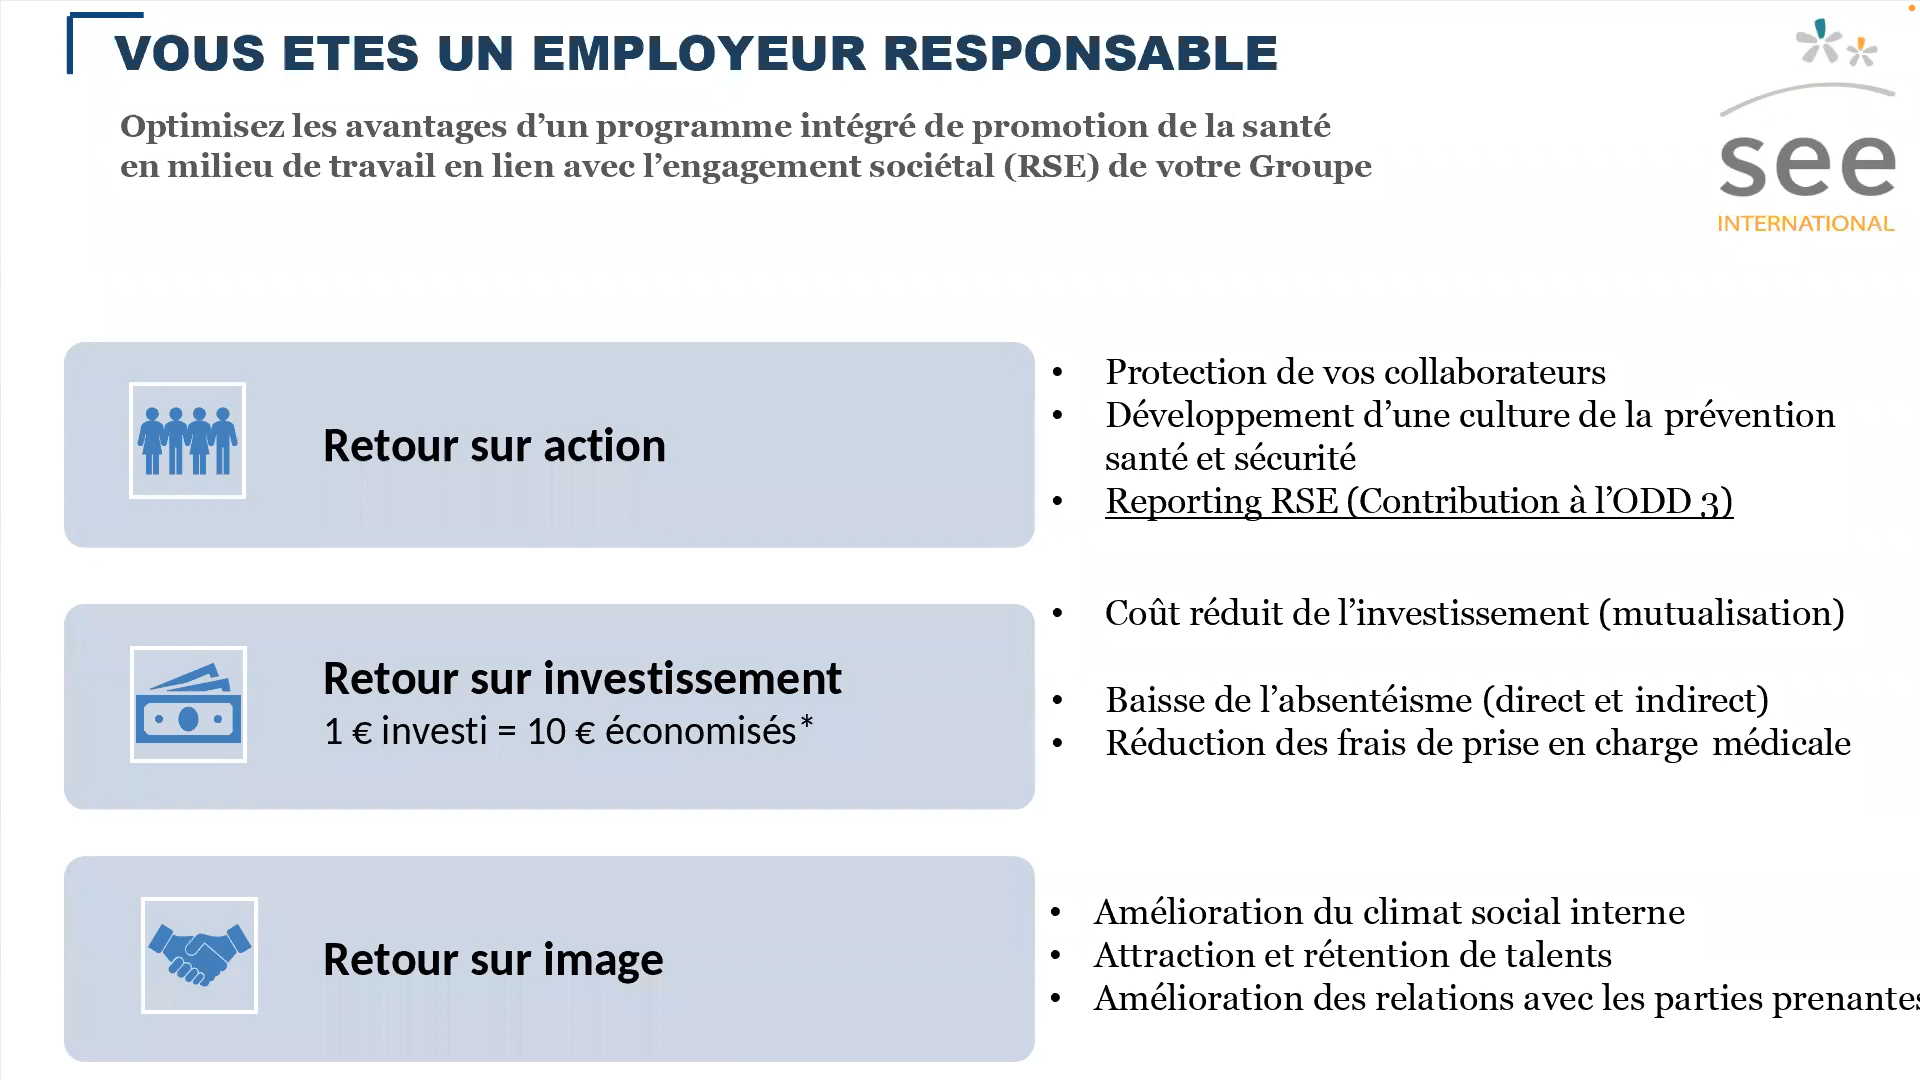 VOUS ETES UN EMPLOYEUR RESPONSABLE
Optimisez les avantages d’un programme intégré de promotion de la santé
en milieu de travail en lien avec l’engagement sociétal (RSE) de votre Groupe
see
INTERNATIONAL
Retour sur action
• Protection de vos collaborateurs
• Développement d’une culture de la prévention
santé et sécurité
• Reporting RSE (Contribution à l’ODD 3)
Retour sur investissement
1 € investi = 10 € économisés*
• Coût réduit de l’investissement (mutualisation)
• Baisse de l’absentéisme (direct et indirect)
• Réduction des frais de prise en charge médicale
Retour sur image
• Amélioration du climat social interne
• Attraction et rétention de talents
• Amélioration des relations avec les parties prenantes